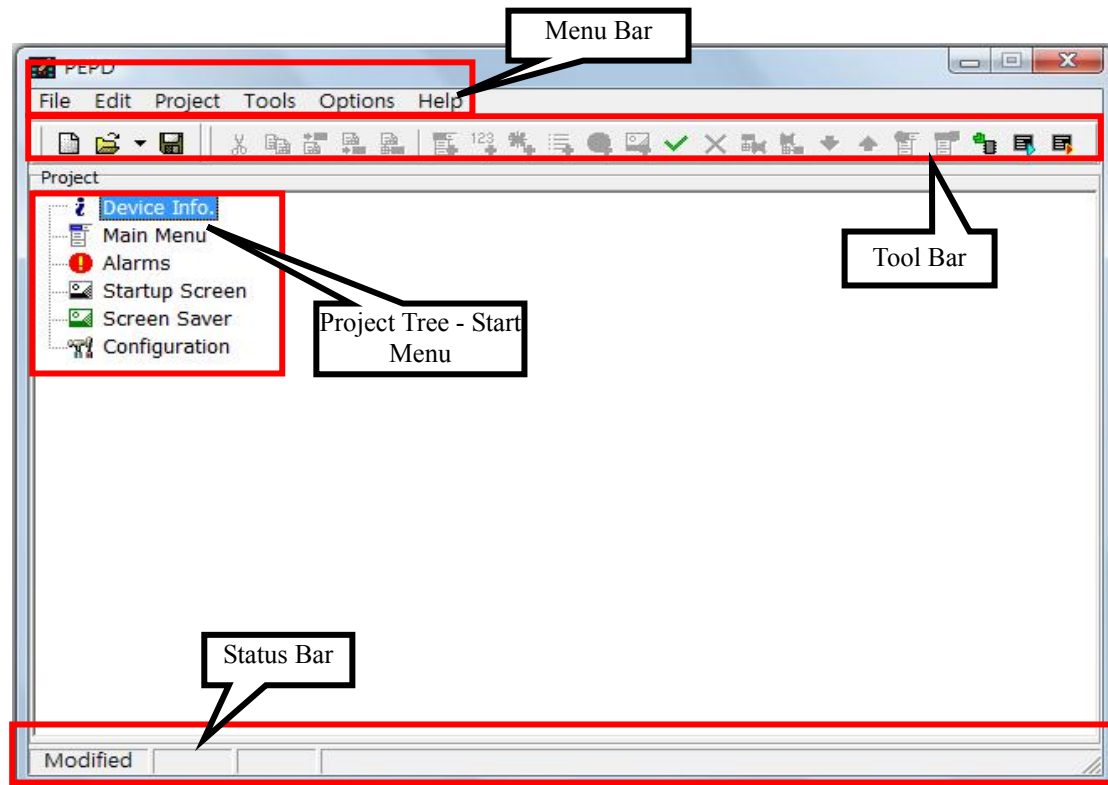 Menu Bar
PEPD
File Edit Project Tools Options Help
123
Project
Device Info.
Main Menu
Tool Bar
Alarms
Startup Screen
Project Tree - Start
Menu
Screen Saver
Configuration
Status Bar
Modified